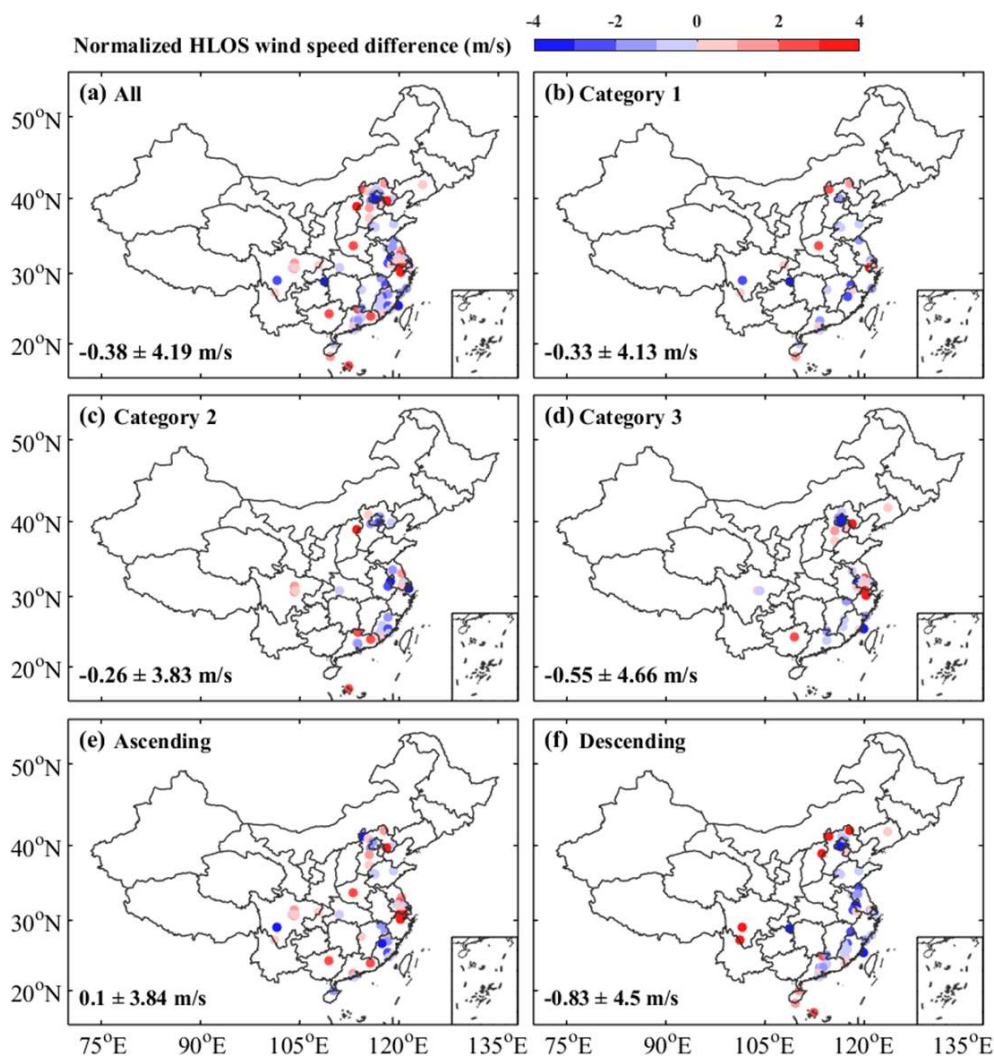 -4 -2 0 2 4
Normalized HLOS wind speed difference (m/s)
(a) All
(b) Category 1
50°N
40°N
30°N
20°N
-0.38 ± 4.19 m/s
-0.33 ± 4.13 m/s
(c) Category 2
(d) Category 3
50°N
40°N
30°N
20°N
-0.26 ± 3.83 m/s
-0.55 ± 4.66 m/s
(e) Ascending
(f) Descending
50°N
40°N
30°N
20°N
0.1 ± 3.84 m/s
-0.83 ± 4.5 m/s
75°E 90°E 105°E 120°E 135°E 75°E 90°E 105°E 120°E 135°E